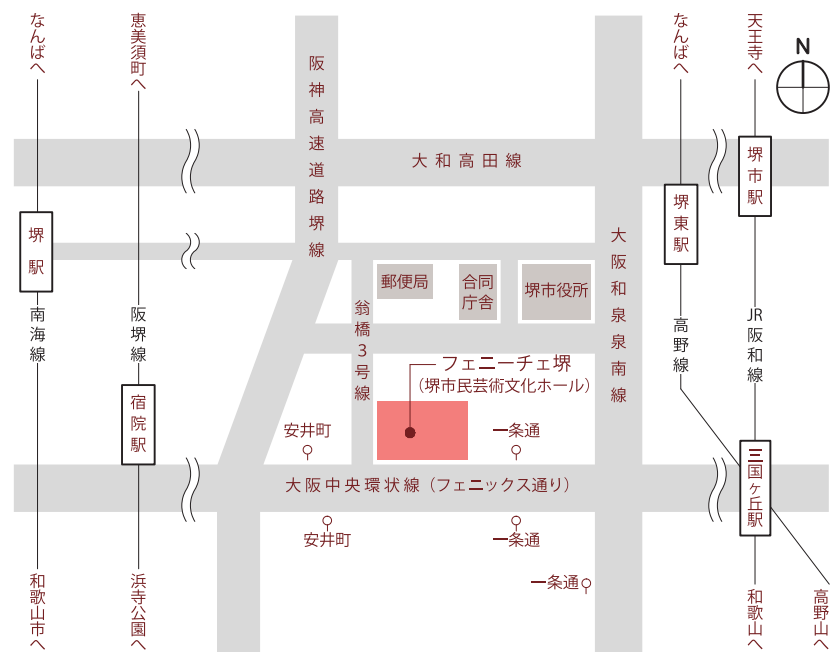 なんばへ
恵美須町へ
なんばへ
天王寺へ
N
阪神高速道路堺線
大和高田線
堺市駅
堺東駅
堺駅
大阪和泉泉南線
郵便局
合同
庁舎
堺市役所
南海線
阪堺線
翁橋3号線
高野線
JR阪和線
フェニーチェ堺
（堺市民芸術文化ホール）
宿院駅
安井町
一条通
三国ヶ丘駅
大阪中央環状線（フェニックス通り）
安井町
一条通
一条通
和歌山市へ
浜寺公園へ
和歌山へ
高野山へ